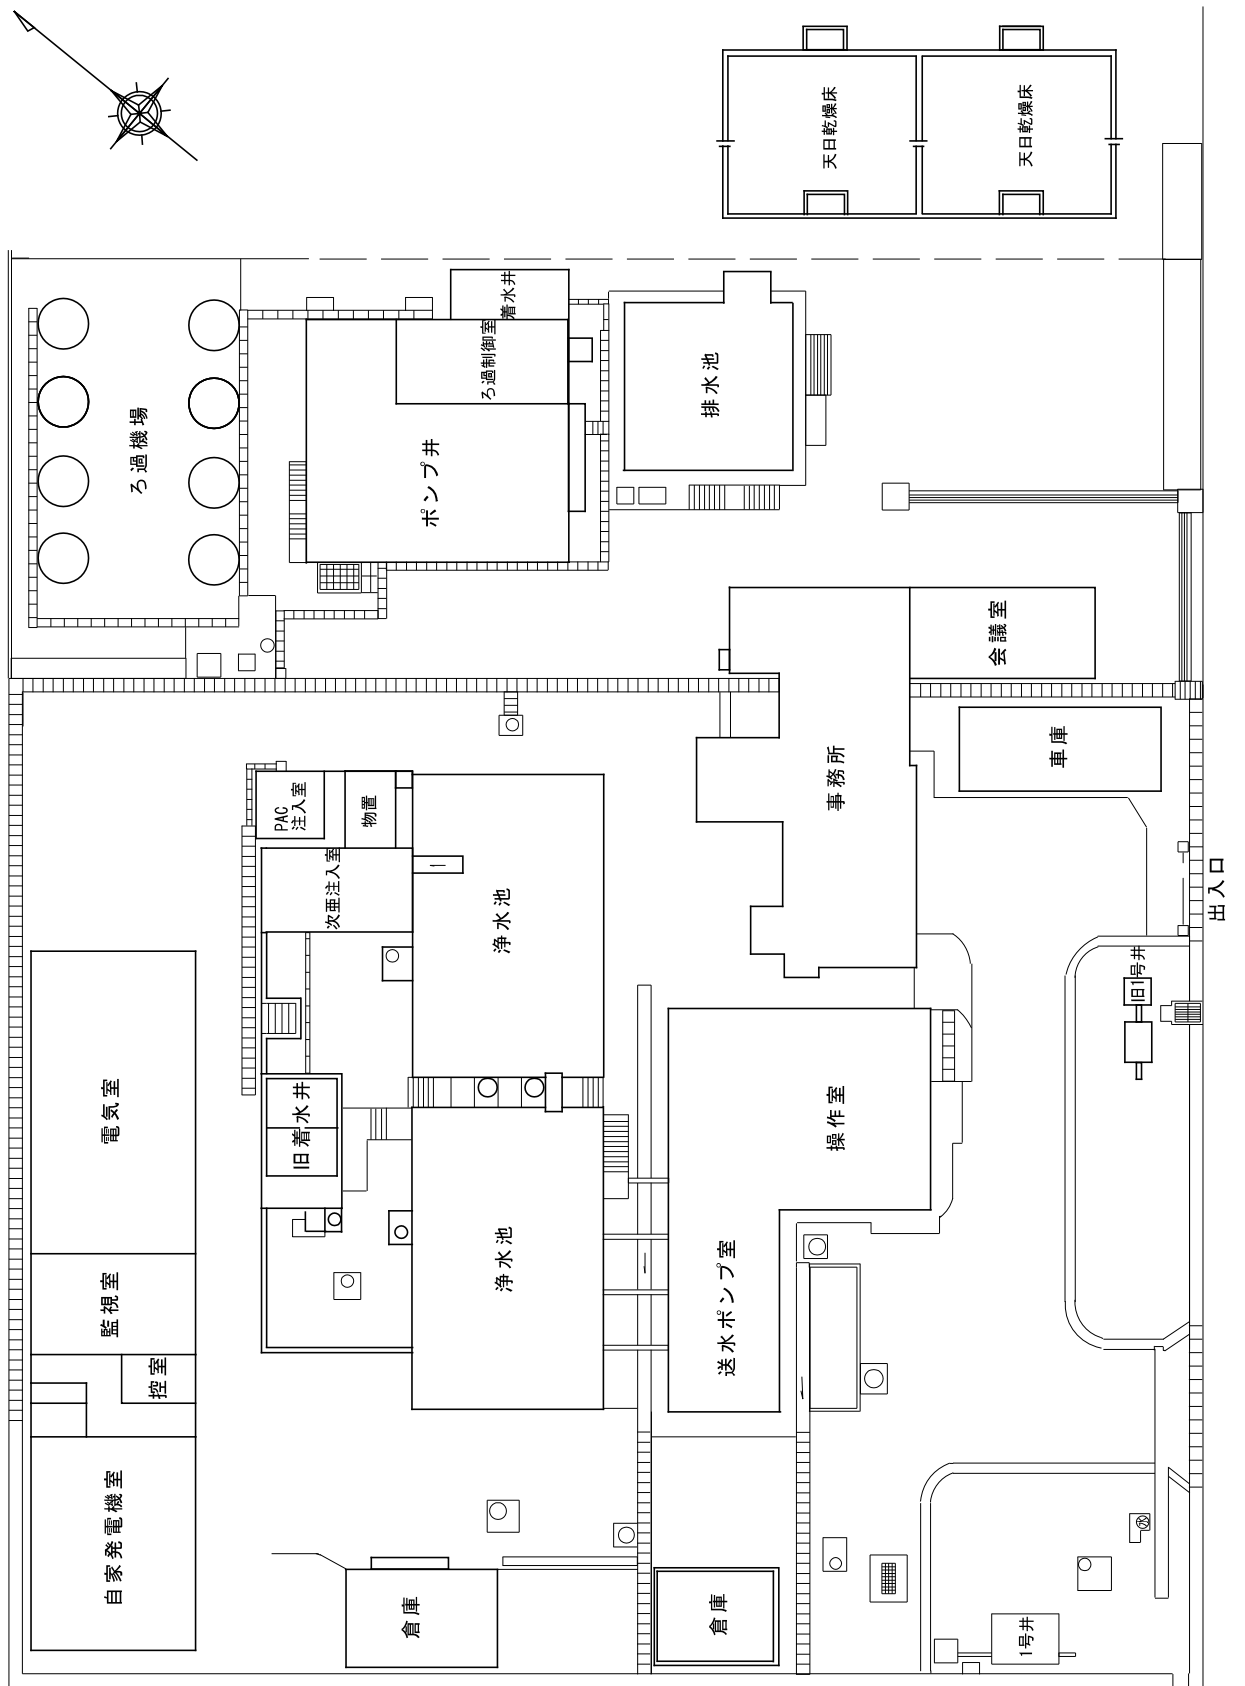 天日乾燥床
天日乾燥床
着水井
ろ過制御室
ろ過機場
ポンプ井
排水池
会議室
車庫
事務所
PAC
注入室
物置
次亜注入室
浄水池
出入口
旧1号井
電気室
旧着水井
操作室
浄水池
送水ポンプ室
監視室
控室
自家発電機室
倉庫
倉庫
水
1号井